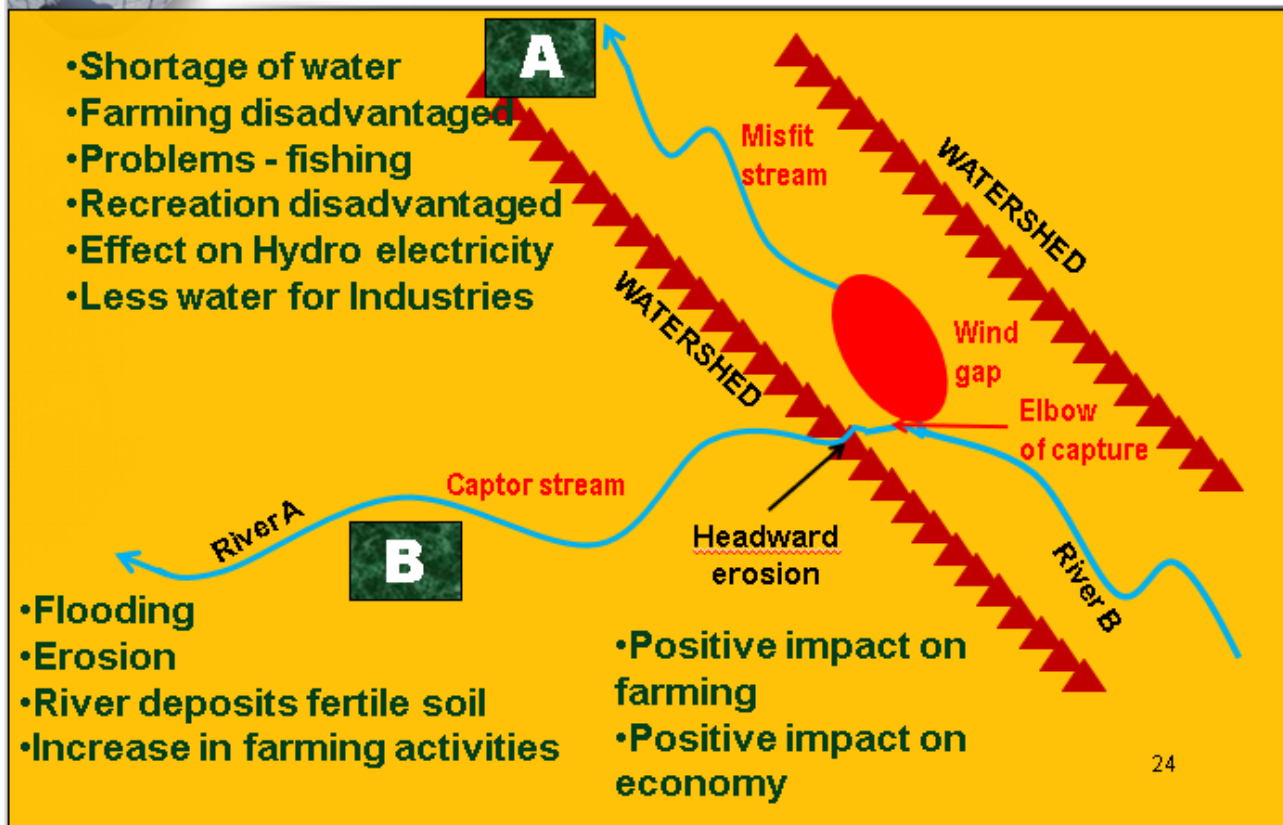 A
•Shortage of water
•Farming disadvantaged
•Problems - fishing
•Recreation disadvantaged
•Effect on Hydro electricity
•Less water for Industries
Misfit
stream
WATERSHED
WATERSHED
Wind
gap
Elbow
of capture
Captor stream
River A
B
Headward
erosion
River B
•Flooding
•Erosion
•River deposits fertile soil
•Increase in farming activities
•Positive impact on
farming
•Positive impact on
economy
24